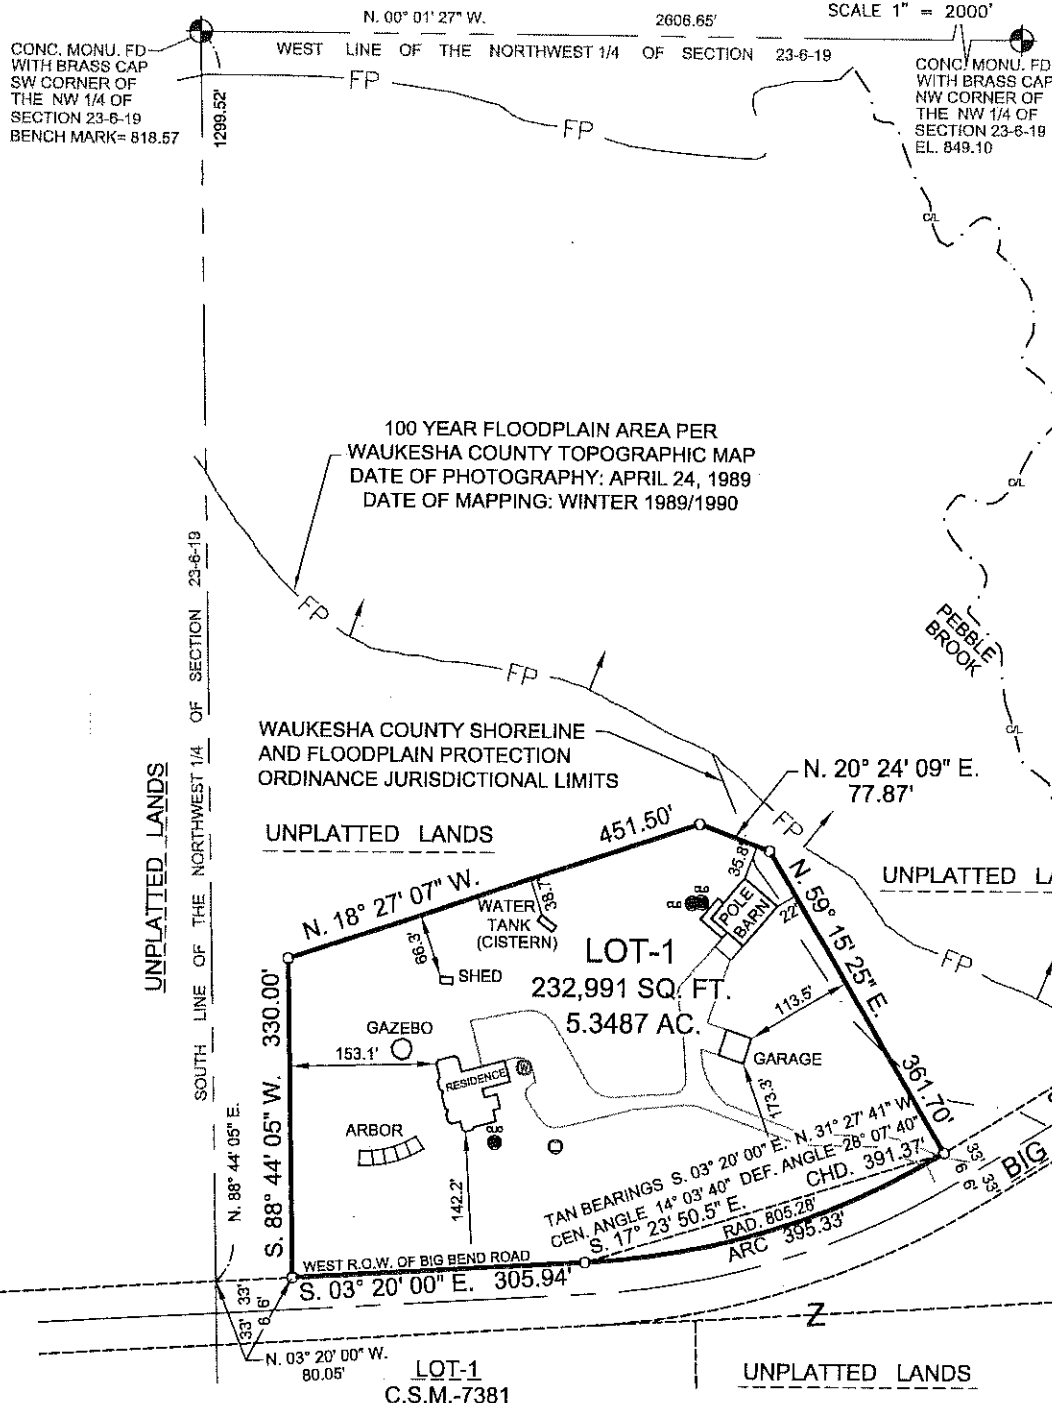 N. 00° 01' 27" W.
2606.65'
SCALE 1" = 2000'
WEST LINE OF THE NORTHWEST 1/4 OF SECTION 23-6-19
CONC. MONU. FD
WITH BRASS CAP
SW CORNER OF
THE NW 1/4 OF
SECTION 23-6-19
BENCH MARK= 818.57
1299.52'
CONC. MONU. FD
WITH BRASS CAP
NW CORNER OF
THE NW 1/4 OF
SECTION 23-6-19
EL. 849.10
FP
FP
C/L
100 YEAR FLOODPLAIN AREA PER
WAUKESHA COUNTY TOPOGRAPHIC MAP
DATE OF PHOTOGRAPHY: APRIL 24, 1989
DATE OF MAPPING: WINTER 1989/1990
C/L
FP
FP
PEBBLE
BROOK
C/L
SOUTH LINE OF THE NORTHWEST 1/4 OF SECTION 23-6-19
UNPLATTED LANDS
WAUKESHA COUNTY SHORELINE
AND FLOODPLAIN PROTECTION
ORDINANCE JURISDICTIONAL LIMITS
N. 20° 24' 09" E.
77.87'
FP
UNPLATTED LANDS
UNPLATTED LA
N. 18° 27' 07" W. 451.50'
35.8'
38.7'
WATER
TANK
(CISTERN)
POLE
BARN
22'
N. 59° 15' 25" E. 361.70'
FP
66.3'
SHED
LOT-1
232,991 SQ. FT.
5.3487 AC.
113.5'
GARAGE
173.3'
GAZEBO
153.1'
RESIDENCE
W
ARBOR
142.2'
S. 88° 44' 05" W. 330.00'
N. 88° 44' 05" E.
TAN BEARINGS S. 03° 20' 00" E. N. 31° 27' 41" W.
CEN. ANGLE 14° 03' 40" DEF. ANGLE 28° 07' 40"
S. 17° 23' 50.5" E. CHD. 391.37'
RAD. 805.28'
ARC 395.33'
WEST R.O.W. OF BIG BEND ROAD
S. 03° 20' 00" E. 305.94'
33'
66'
33'
BIG
33'
33'
66'
N. 03° 20' 00" W.
80.05'
LOT-1
C.S.M.-7381
Z
UNPLATTED LANDS